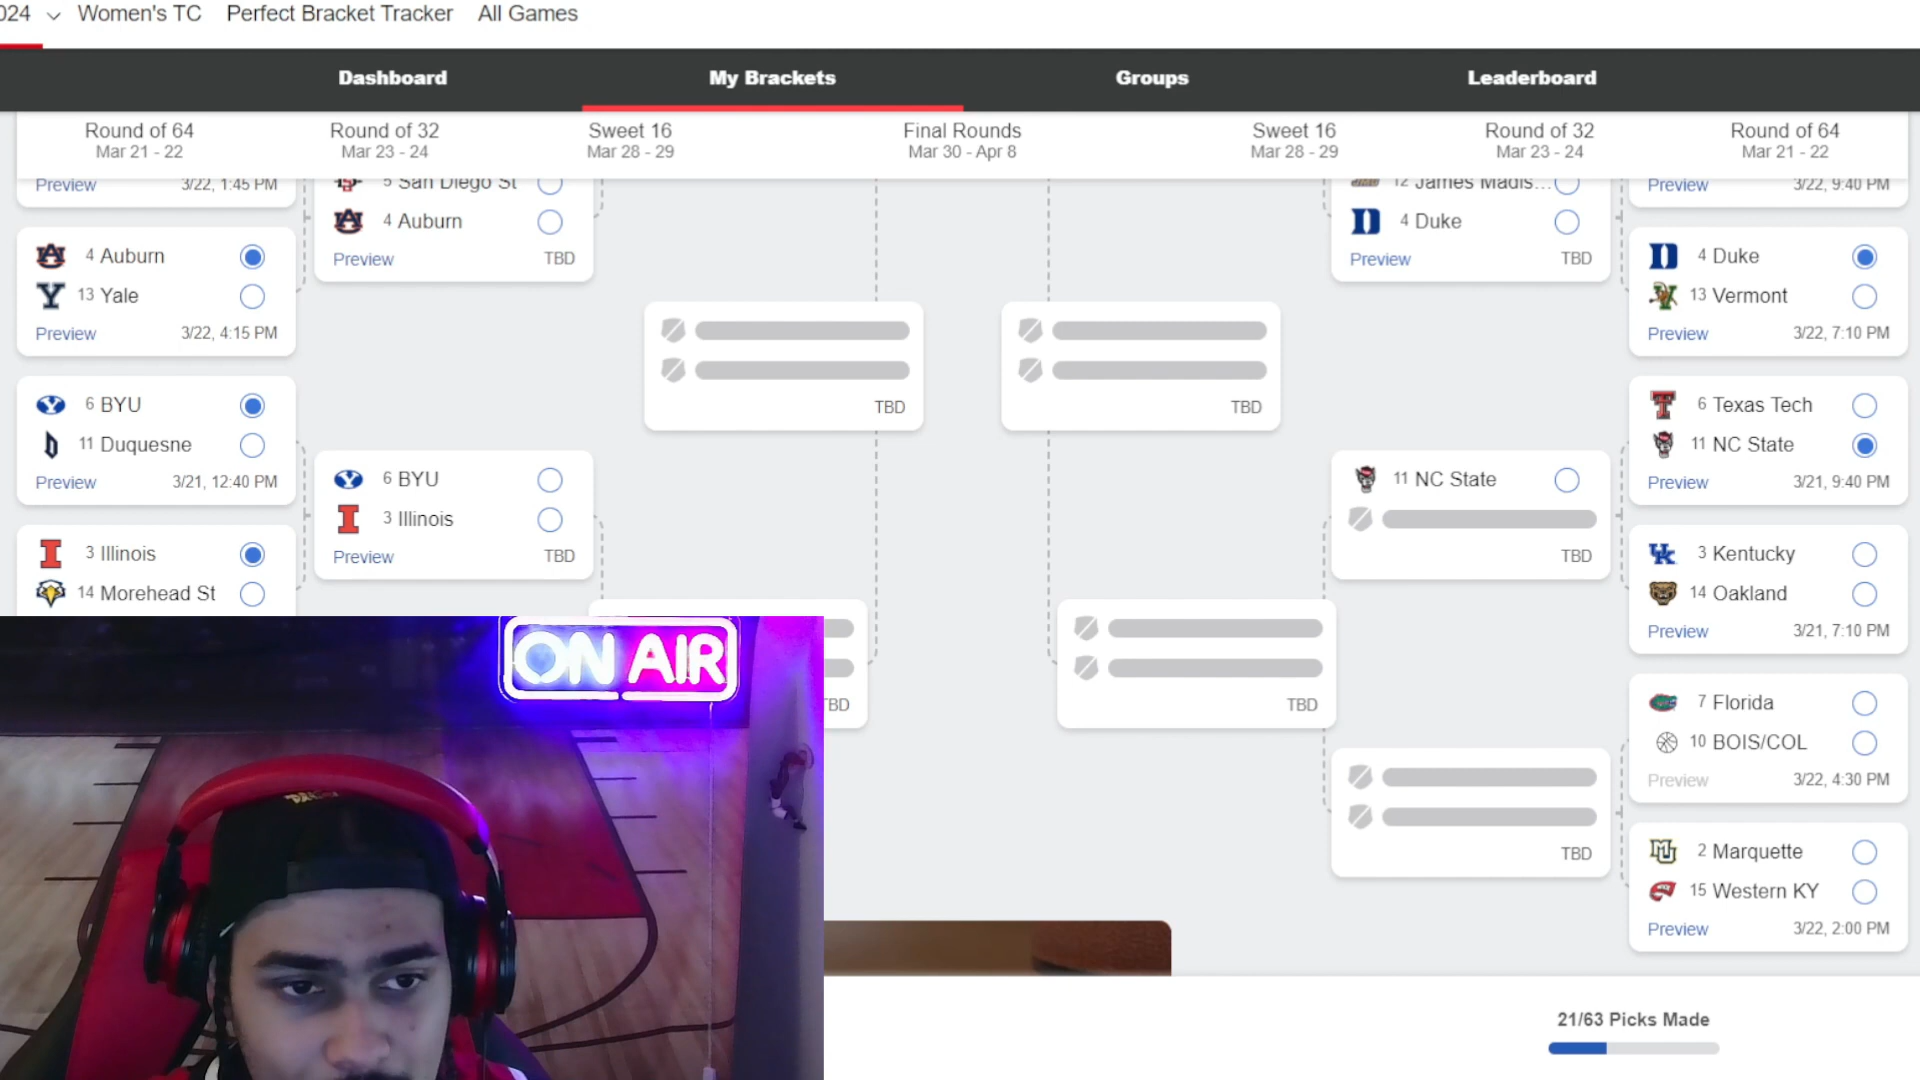 024 Women's TC Perfect Bracket Tracker All Games
Dashboard My Brackets Groups Leaderboard
Round of 64 Round of 32 Sweet 16 Final Rounds Sweet 16 Round of 32 Round of 64
Mar 21 - 22 Mar 23 - 24 Mar 28 - 29 Mar 30 - Apr 8 Mar 28 - 29 Mar 23 - 24 Mar 21 - 22
Preview 3/22, 1:45 PM
4 Auburn
13 Yale
Preview 3/22, 4:15 PM
6 BYU
11 Duquesne
Preview 3/21, 12:40 PM
3 Illinois
14 Morehead St
5 San Diego St
4 Auburn
Preview TBD
6 BYU
3 Illinois
Preview TBD
TBD
TBD
TBD
TBD
12 James Madis...
4 Duke
Preview TBD
11 NC State
TBD
TBD
Preview 3/22, 9:40 PM
4 Duke
13 Vermont
Preview 3/22, 7:10 PM
6 Texas Tech
11 NC State
Preview 3/21, 9:40 PM
3 Kentucky
14 Oakland
Preview 3/21, 7:10 PM
7 Florida
10 BOIS/COL
Preview 3/22, 4:30 PM
2 Marquette
15 Western KY
Preview 3/22, 2:00 PM
ON AIR
21/63 Picks Made